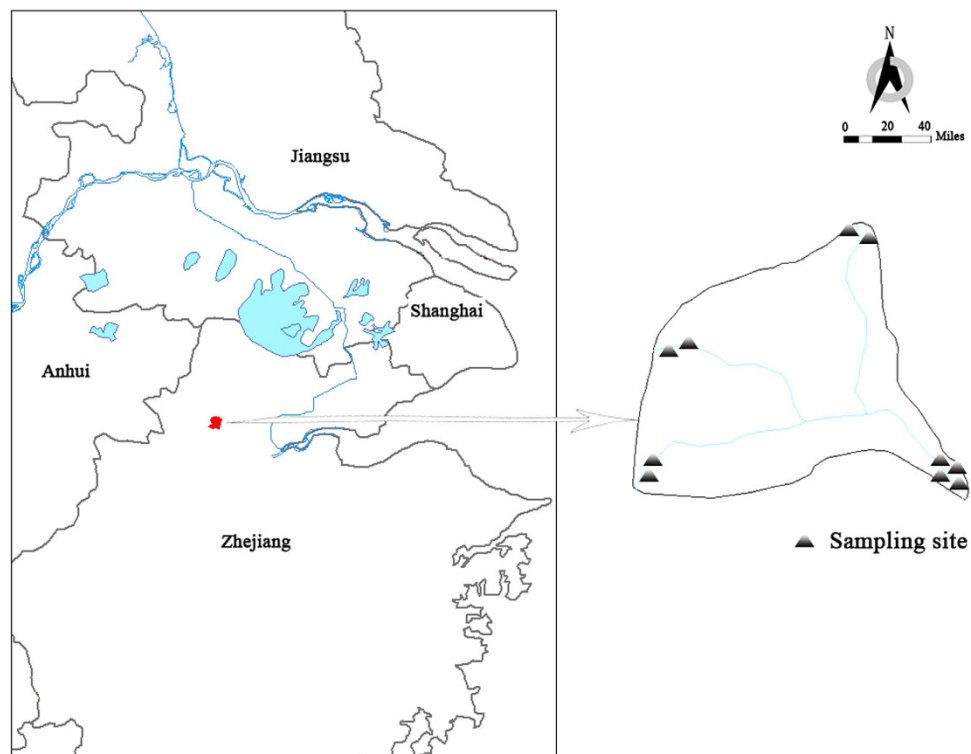 N
0 20 40 Miles
Jiangsu
Shanghai
Anhui
Zhejiang
Sampling site